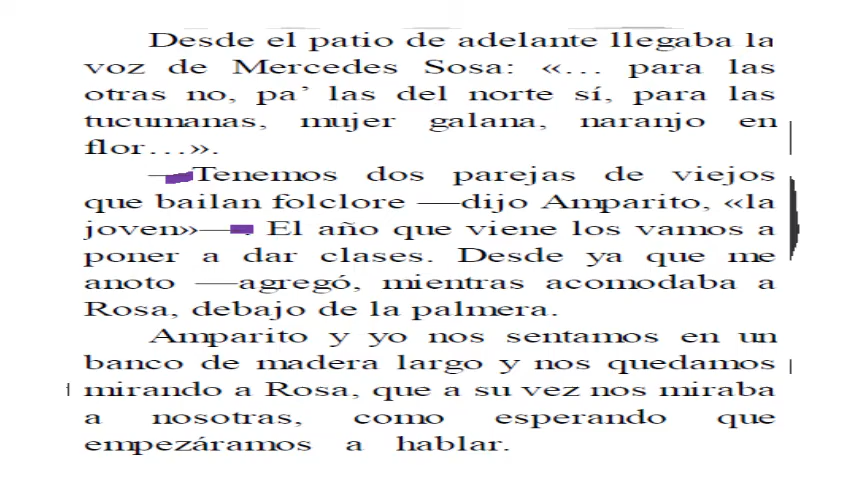 Desde el patio de adelante llegaba la
voz de Mercedes Sosa: «… para las
otras no, pa’ las del norte sí, para las
tucumanas, mujer galana, naranjo en
flor…».
—Tenemos dos parejas de viejos
que bailan folclore —dijo Amparito, «la
joven»—. El año que viene los vamos a
poner a dar clases. Desde ya que me
anoto —agregó, mientras acomodaba a
Rosa, debajo de la palmera.
Amparito y yo nos sentamos en un
banco de madera largo y nos quedamos
mirando a Rosa, que a su vez nos miraba
a nosotras, como esperando que
empezáramos a hablar.